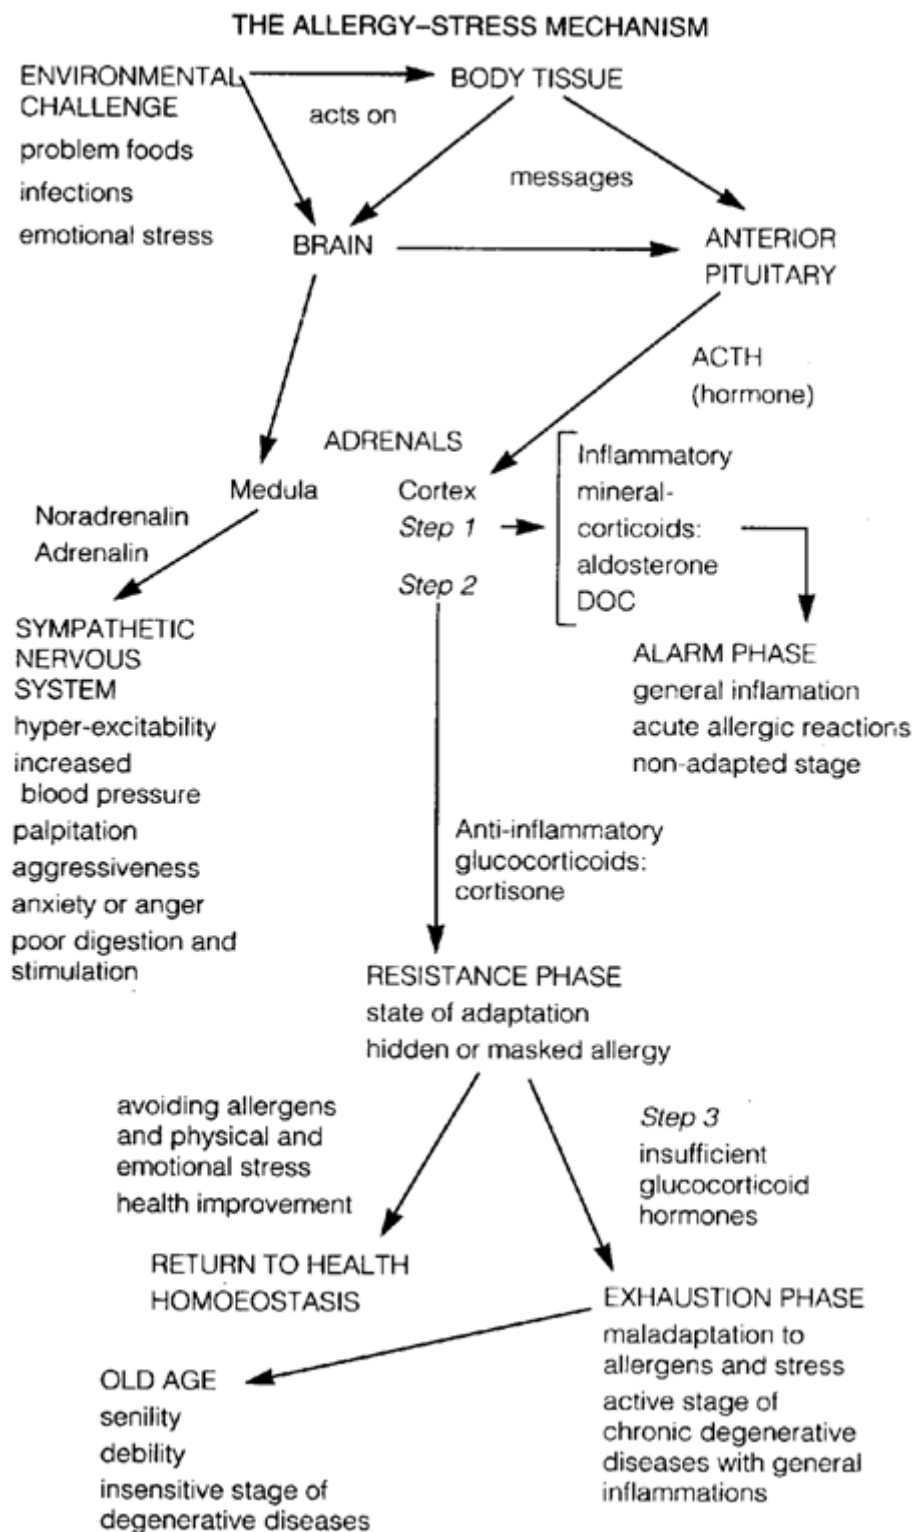 THE ALLERGY–STRESS MECHANISM
ENVIRONMENTAL
CHALLENGE
problem foods
infections
emotional stress
acts on
BODY TISSUE
messages
BRAIN
ANTERIOR
PITUITARY
ACTH
(hormone)
ADRENALS
Medula
Cortex
Step 1
Step 2
Inflammatory
mineral-
corticoids:
aldosterone
DOC
Noradrenalin
Adrenalin
SYMPATHETIC
NERVOUS
SYSTEM
hyper-excitability
increased
blood pressure
palpitation
aggressiveness
anxiety or anger
poor digestion and
stimulation
ALARM PHASE
general inflamation
acute allergic reactions
non-adapted stage
Anti-inflammatory
glucocorticoids:
cortisone
RESISTANCE PHASE
state of adaptation
hidden or masked allergy
avoiding allergens
and physical and
emotional stress
health improvement
Step 3
insufficient
glucocorticoid
hormones
RETURN TO HEALTH
HOMOEOSTASIS
EXHAUSTION PHASE
maladaptation to
allergens and stress
active stage of
chronic degenerative
diseases with general
inflammations
OLD AGE
senility
debility
insensitive stage of
degenerative diseases